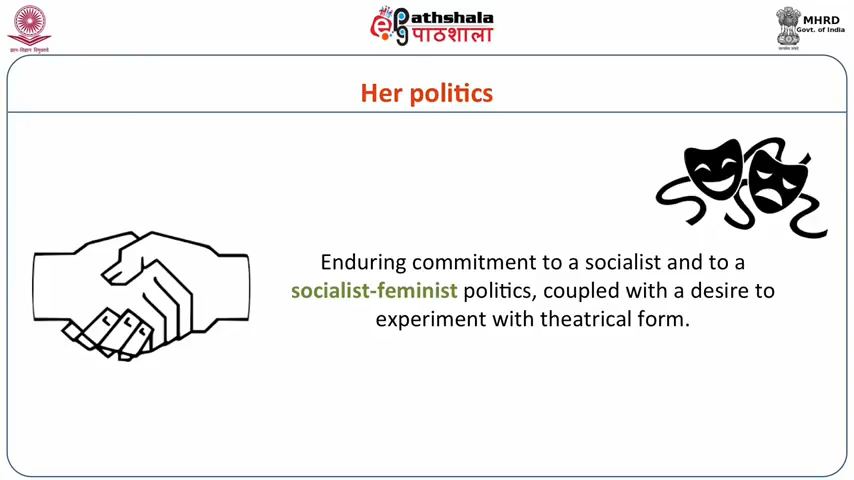 ePathshala
पाठशाला
MHRD
Govt. of India
ज्ञान-विज्ञान विमुक्तये
Her politics
Enduring commitment to a socialist and to a
socialist-feminist politics, coupled with a desire to
experiment with theatrical form.